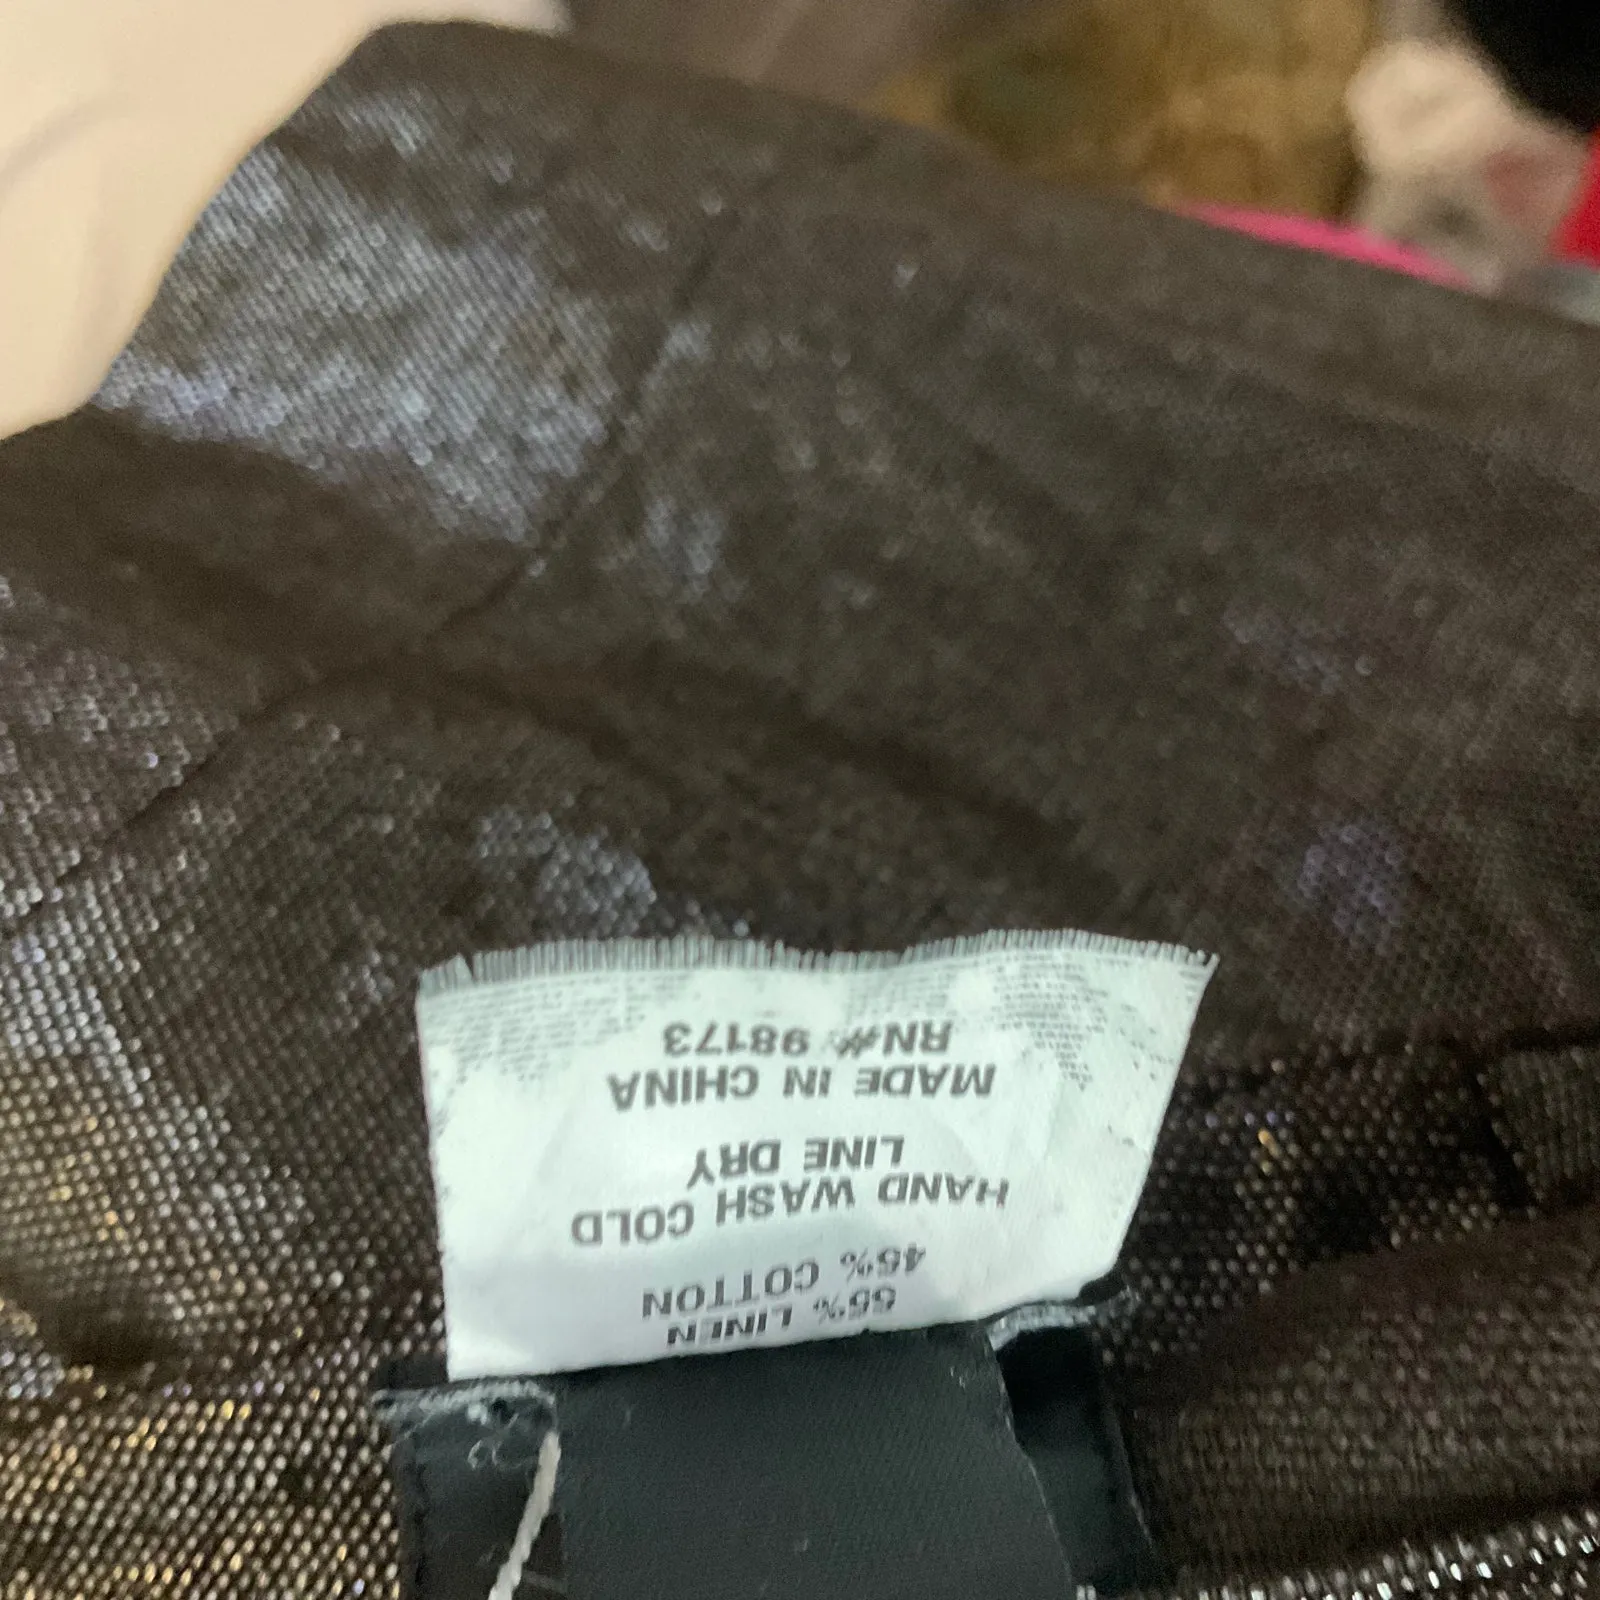 55% LINEN
45% COTTON
HAND WASH COLD
LINE DRY
MADE IN CHINA
RN# 98173